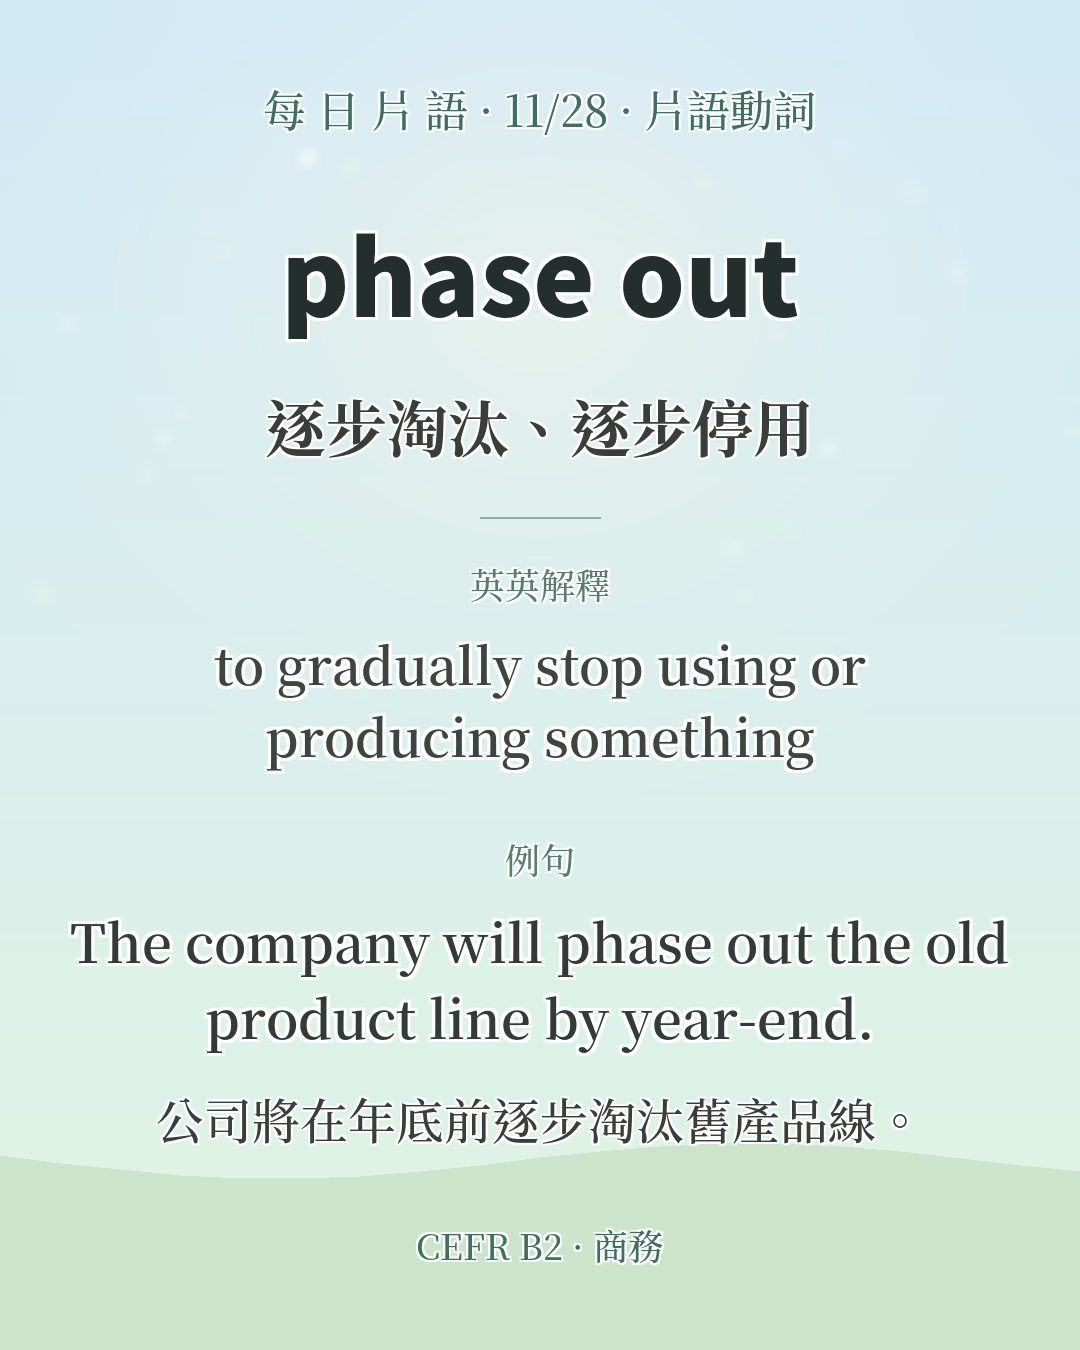 每日片語 · 11/28 · 片語動詞
phase out
逐步淘汰、逐步停用
英英解釋
to gradually stop using or
producing something
例句
The company will phase out the old
product line by year-end.
公司將在年底前逐步淘汰舊產品線。
CEFR B2 · 商務